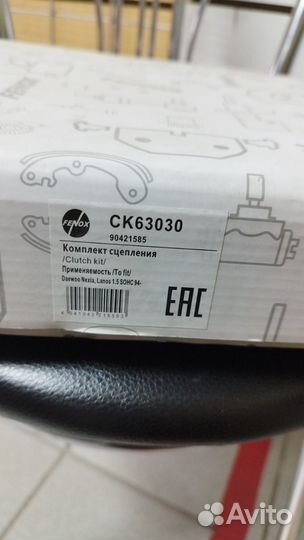 FENOX
FENOX
CK63030
90421585
Комплект сцепления
/Clutch kit/
Применяемость /To fit/
Daewoo Nexia, Lanos 1.5 SOHC 94-
EAC
Avito